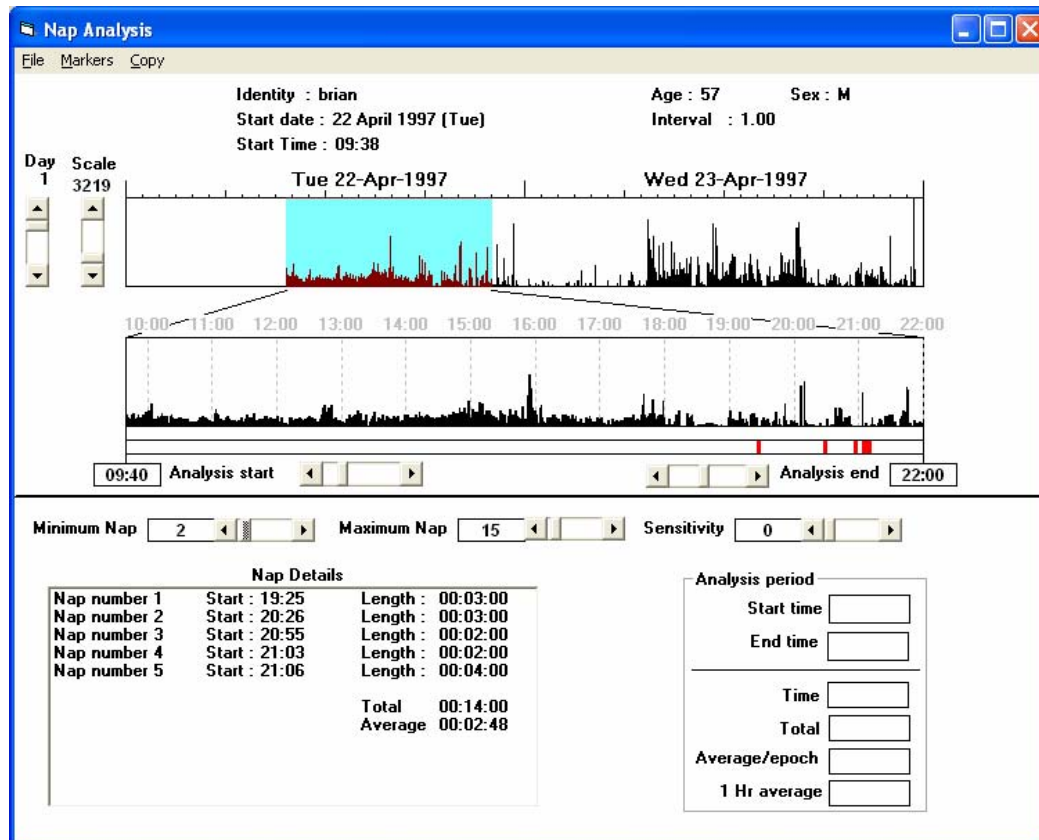 Nap Analysis
File Markers Copy
Identity : brian Age : 57 Sex : M
Start date : 22 April 1997 (Tue) Interval : 1.00
Start Time : 09:38
Day Scale
1 3219 Tue 22-Apr-1997 Wed 23-Apr-1997
10:00 11:00 12:00 13:00 14:00 15:00 16:00 17:00 18:00 19:00 20:00 21:00 22:00
09:40 Analysis start Analysis end 22:00
Minimum Nap 2 Maximum Nap 15 Sensitivity 0
Nap Details
Nap number 1 Start : 19:25 Length : 00:03:00
Nap number 2 Start : 20:26 Length : 00:03:00
Nap number 3 Start : 20:55 Length : 00:02:00
Nap number 4 Start : 21:03 Length : 00:02:00
Nap number 5 Start : 21:06 Length : 00:04:00
Total 00:14:00
Average 00:02:48
Analysis period
Start time
End time
Time
Total
Average/epoch
1 Hr average